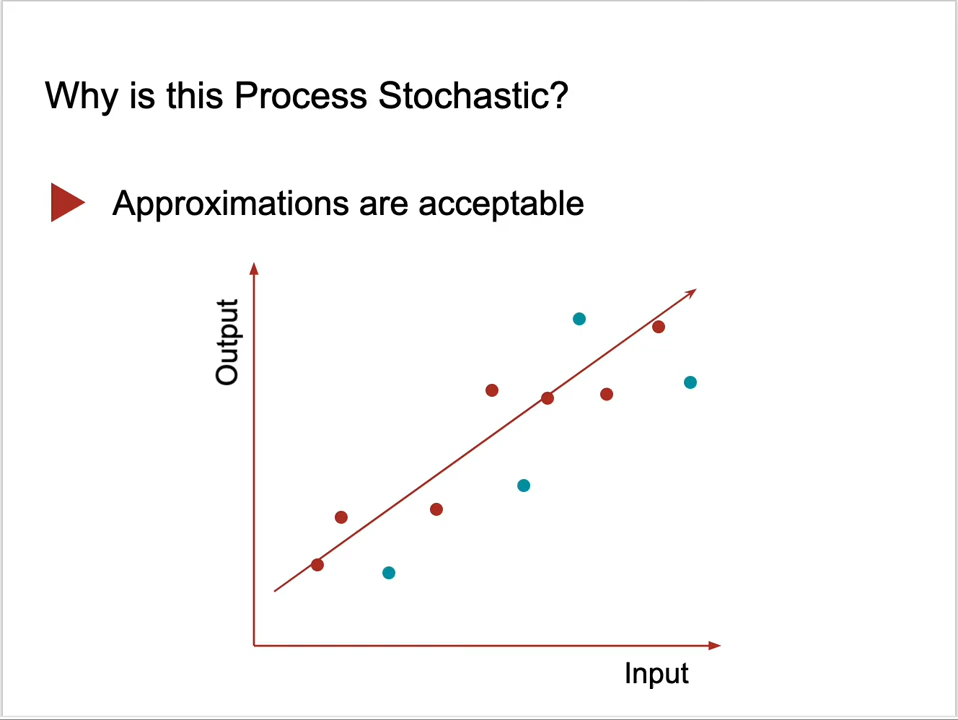 Why is this Process Stochastic?
Approximations are acceptable
Output
Input